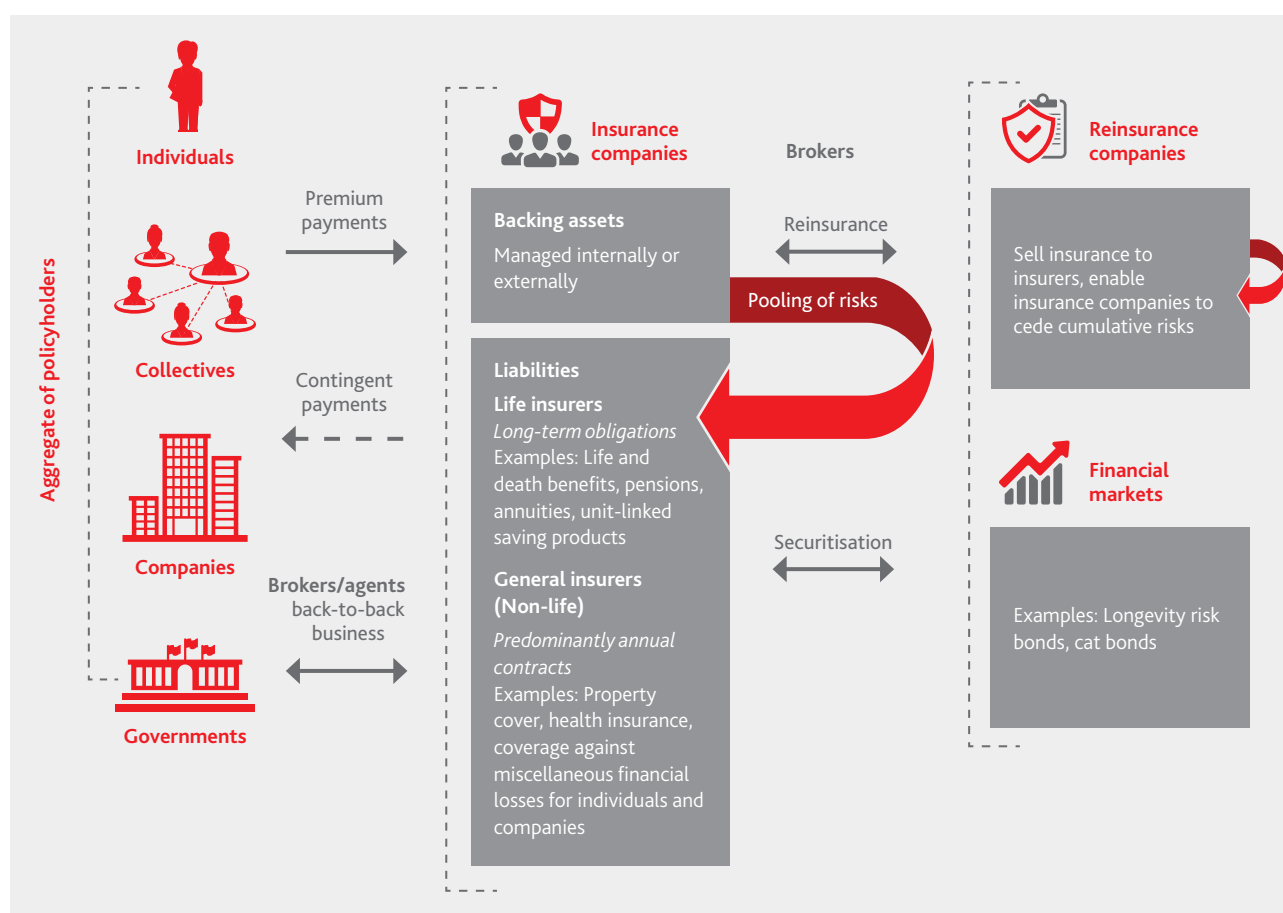 Aggregate of policyholders
Individuals
Collectives
Companies
Governments
Premium
payments
Contingent
payments
Brokers/agents
back-to-back
business
Insurance
companies
Backing assets
Managed internally or
externally
Pooling of risks
Liabilities
Life insurers
Long-term obligations
Examples: Life and
death benefits, pensions,
annuities, unit-linked
saving products
General insurers
(Non-life)
Predominantly annual
contracts
Examples: Property
cover, health insurance,
coverage against
miscellaneous financial
losses for individuals and
companies
Brokers
Reinsurance
Securitisation
Reinsurance
companies
Sell insurance to
insurers, enable
insurance companies to
cede cumulative risks
Financial
markets
Examples: Longevity risk
bonds, cat bonds